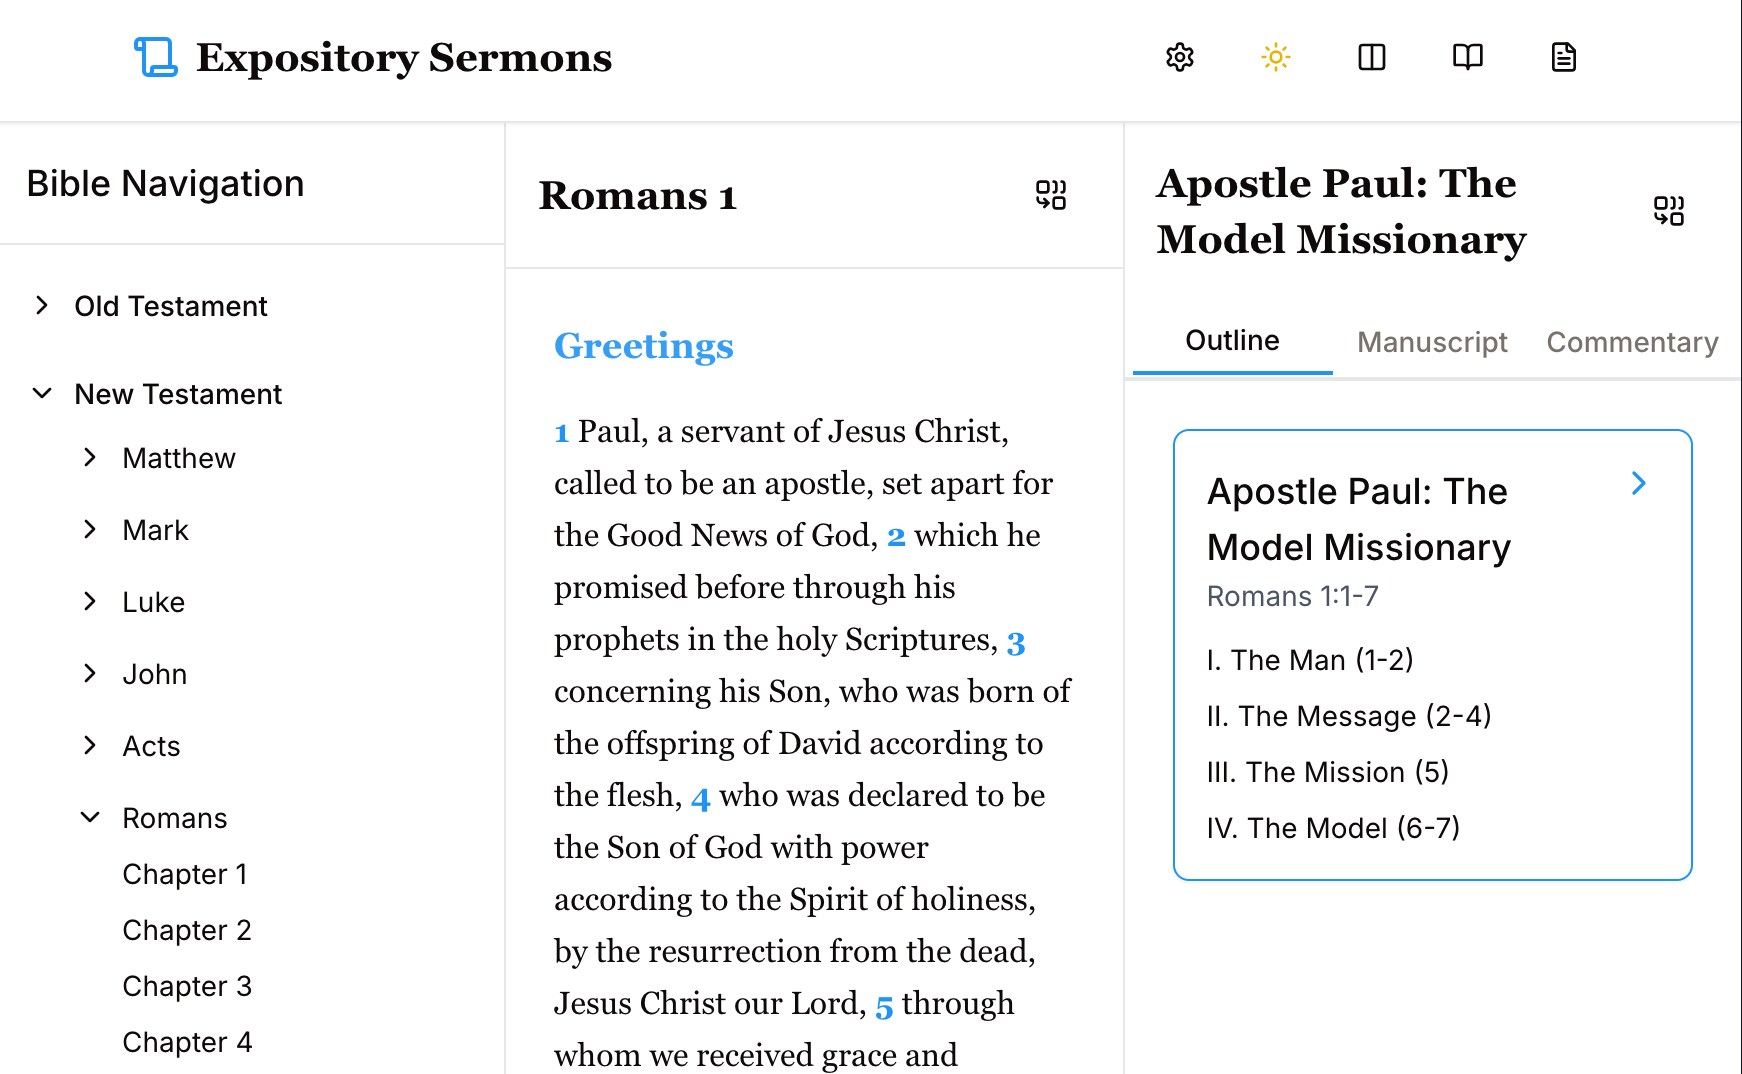 Expository Sermons
Bible Navigation
Old Testament
New Testament
Matthew
Mark
Luke
John
Acts
Romans
Chapter 1
Chapter 2
Chapter 3
Chapter 4
Romans 1
Greetings
1 Paul, a servant of Jesus Christ,
called to be an apostle, set apart for
the Good News of God, 2 which he
promised before through his
prophets in the holy Scriptures, 3
concerning his Son, who was born of
the offspring of David according to
the flesh, 4 who was declared to be
the Son of God with power
according to the Spirit of holiness,
by the resurrection from the dead,
Jesus Christ our Lord, 5 through
whom we received grace and
Apostle Paul: The
Model Missionary
Outline Manuscript Commentary
Apostle Paul: The
Model Missionary
Romans 1:1-7
I. The Man (1-2)
II. The Message (2-4)
III. The Mission (5)
IV. The Model (6-7)